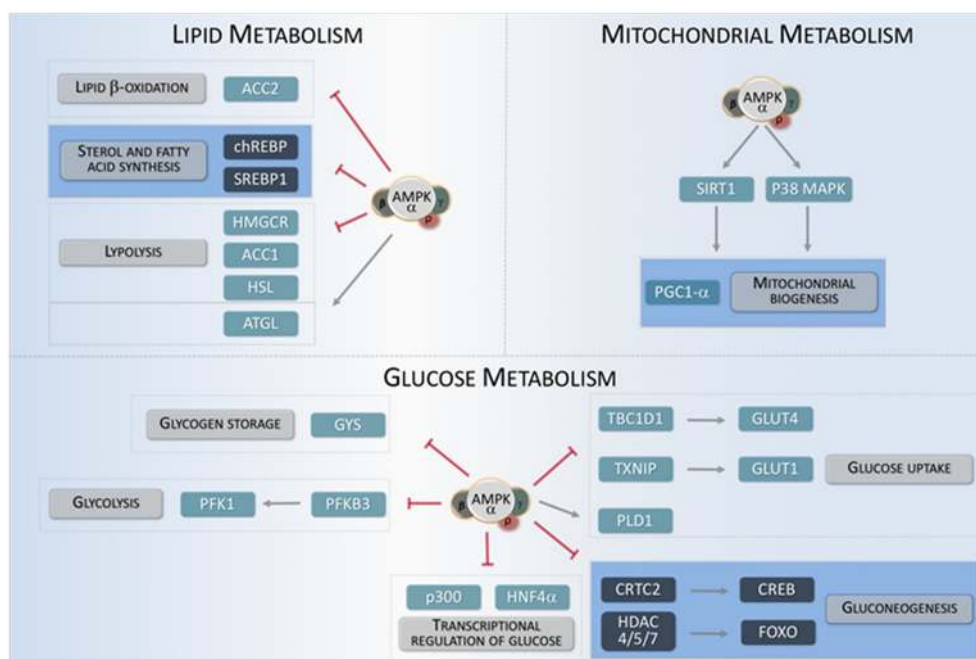 LIPID METABOLISM
LIPID β-OXIDATION
ACC2
STEROL AND FATTY
ACID SYNTHESIS
chREBP
SREBP1
LYPOLYSIS
HMGCR
ACC1
HSL
ATGL
β
AMPK
α
γ
p
MITOCHONDRIAL METABOLISM
β
AMPK
α
γ
p
SIRT1
P38 MAPK
PGC1-α
MITOCHONDRIAL
BIOGENESIS
GLUCOSE METABOLISM
GLYCOGEN STORAGE
GYS
GLYCOLYSIS
PFK1
PFKB3
β
AMPK
α
γ
p
TBC1D1
GLUT4
TXNIP
GLUT1
GLUCOSE UPTAKE
PLD1
p300
HNF4α
TRANSCRIPTIONAL
REGULATION OF GLUCOSE
CRTC2
CREB
HDAC
4/5/7
FOXO
GLUCONEOGENESIS